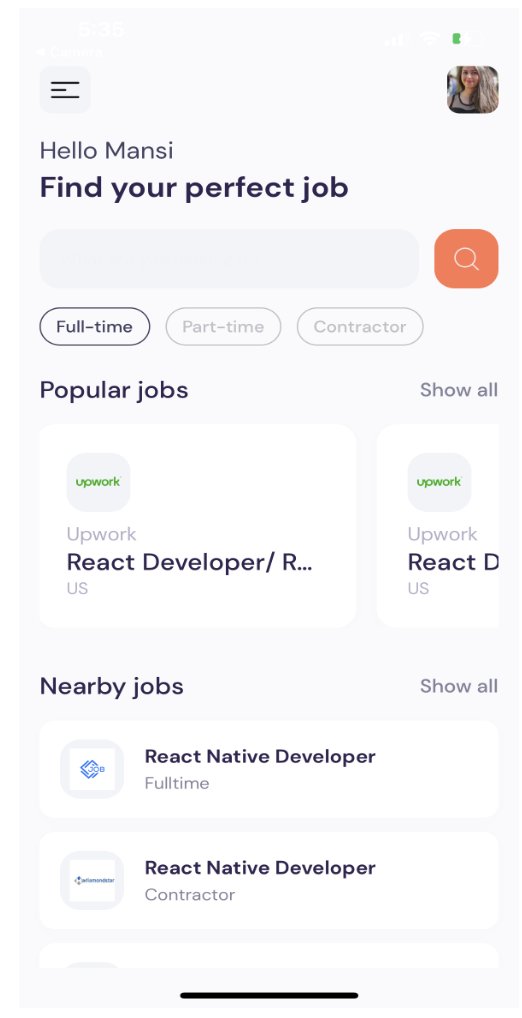 5:35
◀ Camera
Hello Mansi
Find your perfect job
Full-time
Part-time
Contractor
Popular jobs
Show all
upwork
upwork
Upwork
Upwork
React Developer/ R...
React D
US
US
Nearby jobs
Show all
JOB
React Native Developer
Fulltime
React Native Developer
Contractor